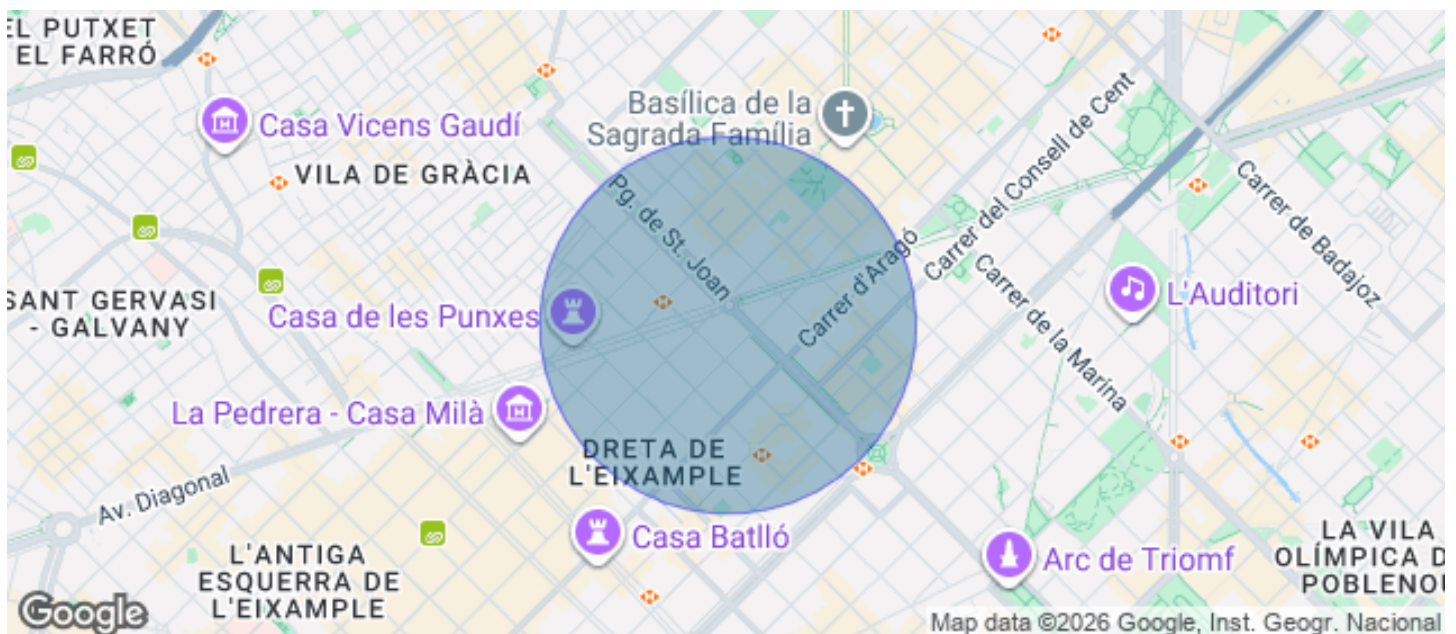 EL PUTXET
EL FARRÓ
Casa Vicens Gaudí
VILA DE GRÀCIA
Basílica de la
Sagrada Família
Pg. de St. Joan
Carrer del Consell de Cent
Carrer d'Aragó
Carrer de Badajoz
Carrer de la Marina
SANT GERVASI
- GALVANY
Casa de les Punxes
L'Auditori
La Pedrera - Casa Milà
DRETA DE
L'EIXAMPLE
Av. Diagonal
Casa Batlló
Arc de Triomf
L'ANTIGA
ESQUERRA DE
L'EIXAMPLE
LA VILA
OLÍMPICA D
POBLENOU
Google
Map data ©2026 Google, Inst. Geogr. Nacional